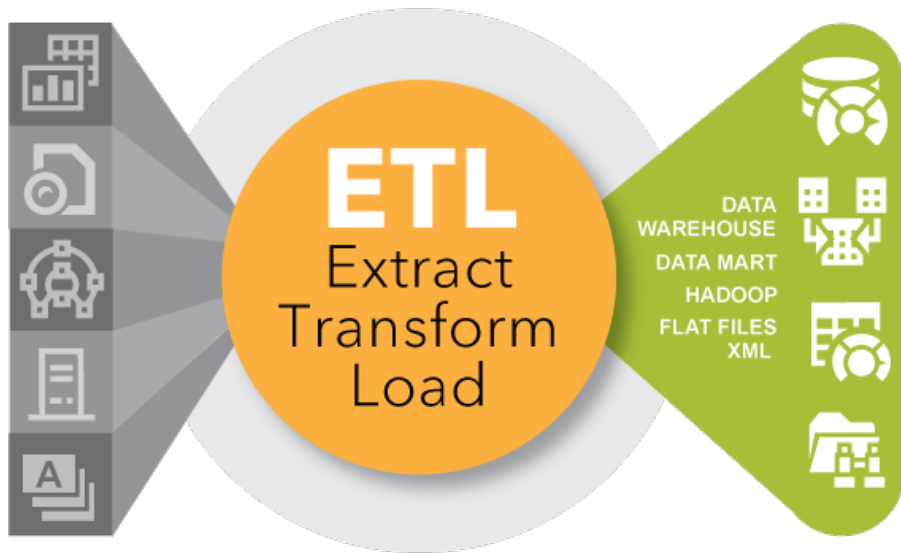 A
ETL
Extract
Transform
Load
DATA
WAREHOUSE
DATA MART
HADOOP
FLAT FILES
XML